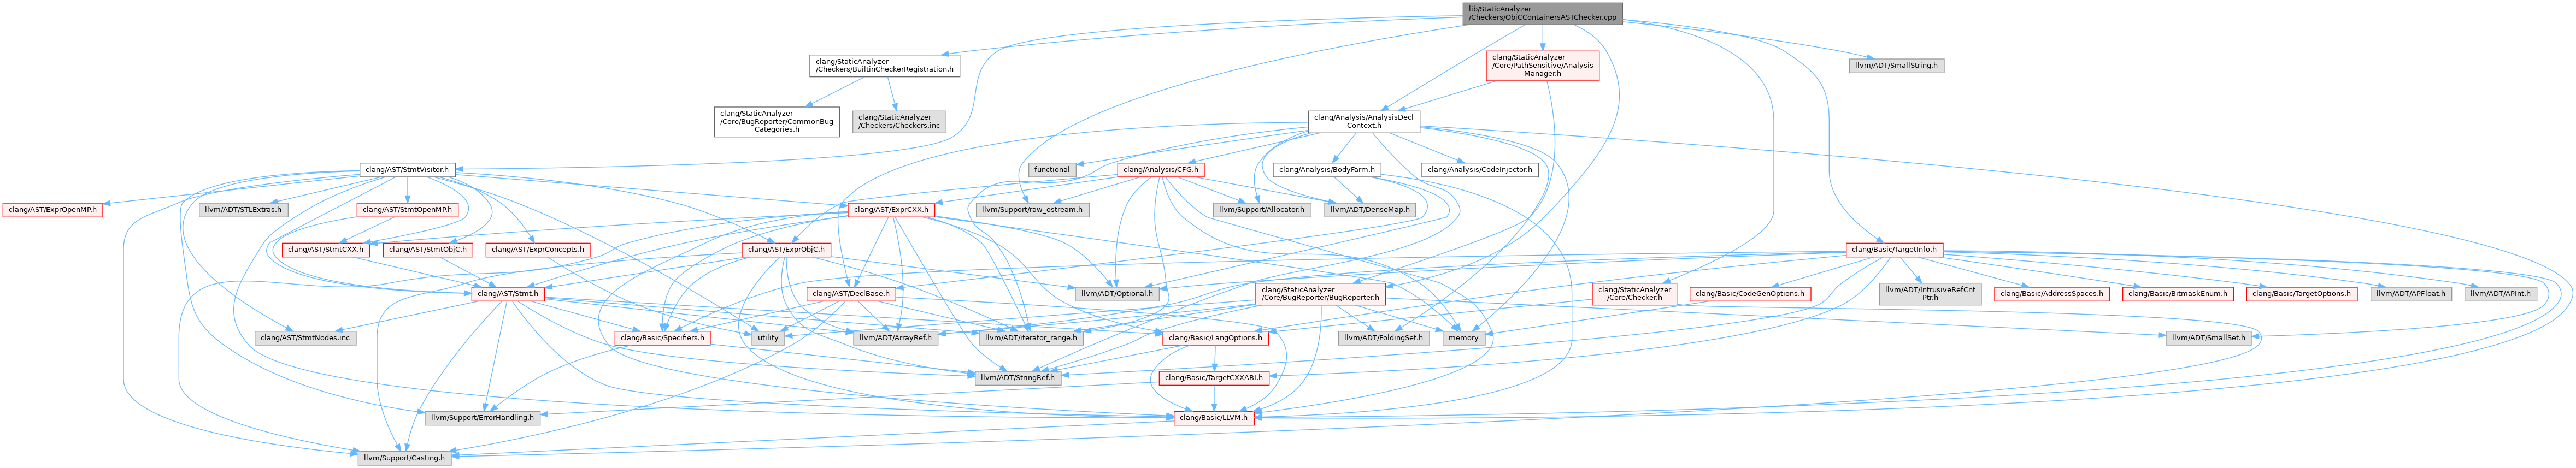 lib/StaticAnalyzer
/Checkers/ObjCContainersASTChecker.cpp
clang/StaticAnalyzer
/Checkers/BuiltinCheckerRegistration.h
clang/StaticAnalyzer
/Core/PathSensitive/Analysis
Manager.h
llvm/ADT/SmallString.h
clang/StaticAnalyzer
/Core/BugReporter/CommonBug
Categories.h
clang/StaticAnalyzer
/Checkers/Checkers.inc
clang/Analysis/AnalysisDecl
Context.h
clang/AST/StmtVisitor.h
functional
clang/Analysis/CFG.h
clang/Analysis/BodyFarm.h
clang/Analysis/CodeInjector.h
clang/AST/ExprOpenMP.h
llvm/ADT/STLExtras.h
clang/AST/StmtOpenMP.h
clang/AST/ExprCXX.h
llvm/Support/raw_ostream.h
llvm/Support/Allocator.h
llvm/ADT/DenseMap.h
clang/AST/StmtCXX.h
clang/AST/StmtObjC.h
clang/AST/ExprConcepts.h
clang/AST/ExprObjC.h
clang/Basic/TargetInfo.h
clang/AST/Stmt.h
clang/AST/DeclBase.h
llvm/ADT/Optional.h
clang/StaticAnalyzer
/Core/BugReporter/BugReporter.h
clang/StaticAnalyzer
/Core/Checker.h
clang/Basic/CodeGenOptions.h
llvm/ADT/IntrusiveRefCnt
Ptr.h
clang/Basic/AddressSpaces.h
clang/Basic/BitmaskEnum.h
clang/Basic/TargetOptions.h
llvm/ADT/APFloat.h
llvm/ADT/APInt.h
clang/AST/StmtNodes.inc
clang/Basic/Specifiers.h
utility
llvm/ADT/ArrayRef.h
llvm/ADT/iterator_range.h
clang/Basic/LangOptions.h
llvm/ADT/FoldingSet.h
memory
llvm/ADT/SmallSet.h
llvm/ADT/StringRef.h
clang/Basic/TargetCXXABI.h
llvm/Support/ErrorHandling.h
clang/Basic/LLVM.h
llvm/Support/Casting.h